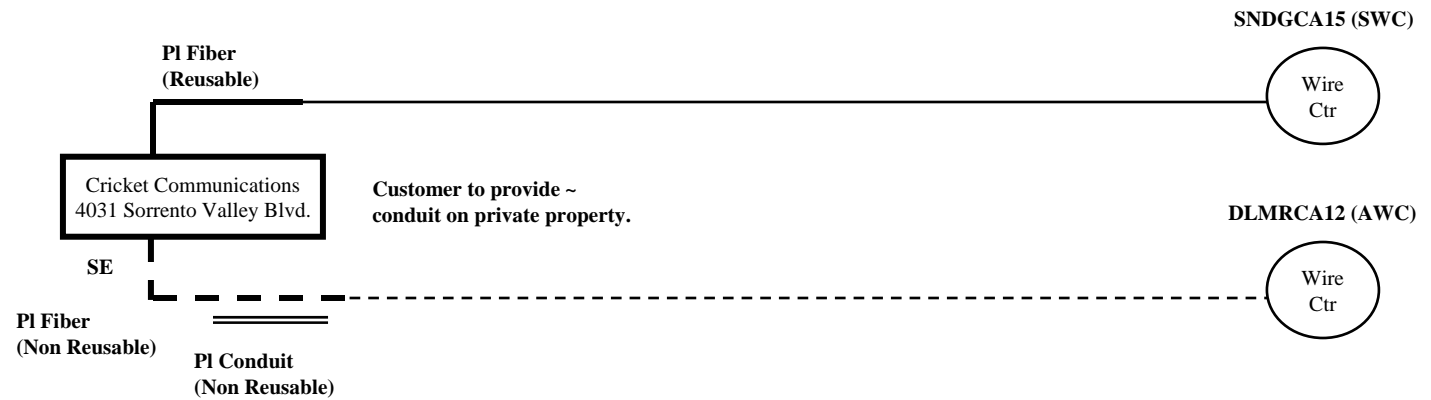 SNDGCA15 (SWC)
Pl Fiber
(Reusable)
Wire
Ctr
Cricket Communications
4031 Sorrento Valley Blvd.
Customer to provide ~
conduit on private property.
DLMRCA12 (AWC)
SE
Wire
Ctr
Pl Fiber
(Non Reusable)
Pl Conduit
(Non Reusable)